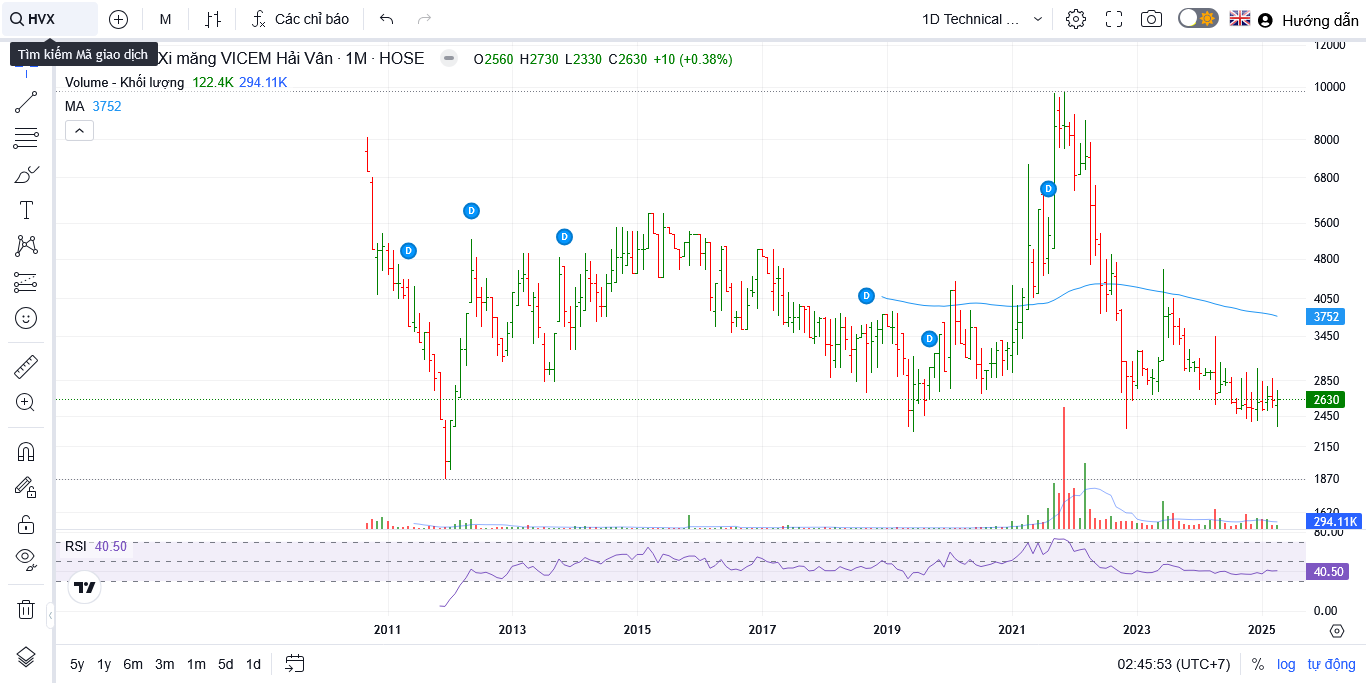 HVX
M
Các chỉ báo
1D Technical ...
Hướng dẫn
Tìm kiếm Mã giao dịch
Xi măng VICEM Hải Vân · 1M · HOSE
O2560 H2730 L2330 C2630 +10 (+0.38%)
Volume - Khối lượng 122.4K 294.11K
MA 3752
12000
10000
8000
6800
5600
4800
4050
3752
3450
2850
2630
2450
2150
1870
1620
294.11K
D
D
D
D
D
D
80.00
RSI 40.50
40.50
0.00
2011 2013 2015 2017 2019 2021 2023 2025
5y 1y 6m 3m 1m 5d 1d
02:45:53 (UTC+7)
% log tự động